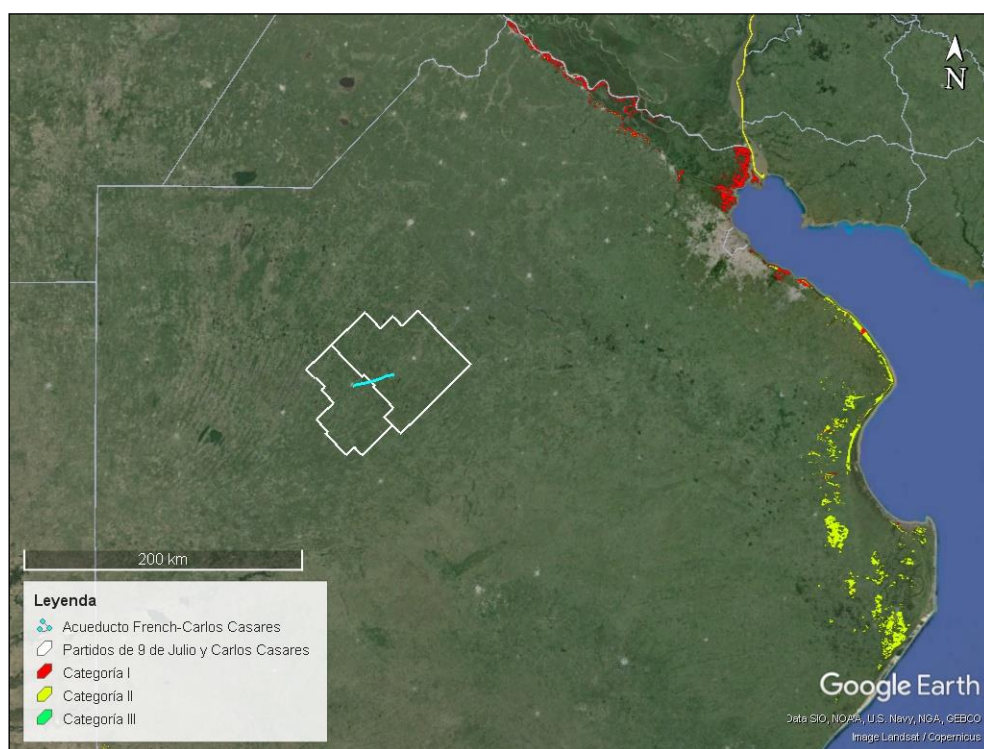 N
200 km
Leyenda
Acueducto French-Carlos Casares
Partidos de 9 de Julio y Carlos Casares
Categoría I
Categoría II
Categoría III
Google Earth
Data SIO, NOAA, U.S. Navy, NGA, GEBCO
Image Landsat / Copernicus